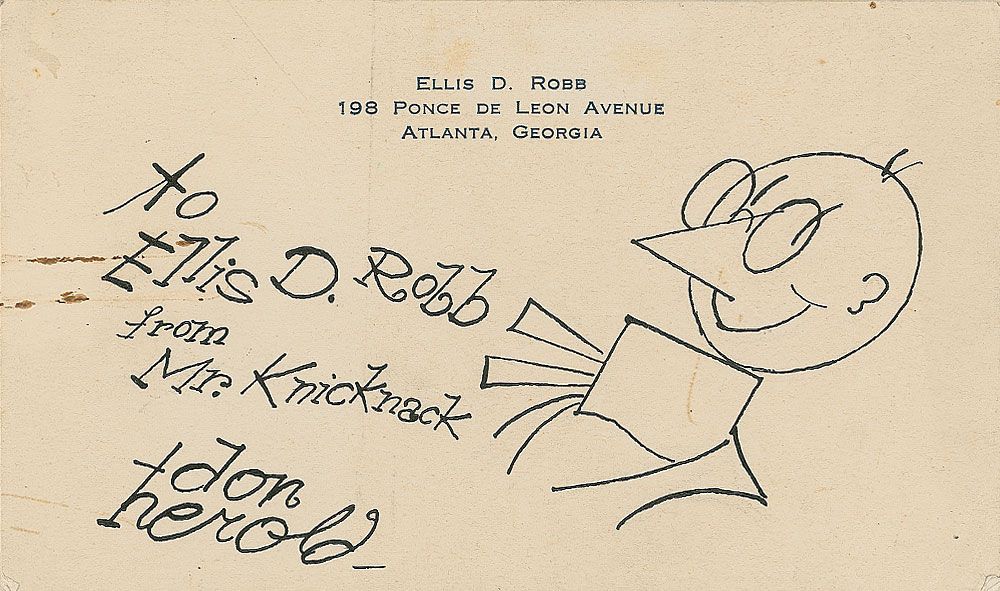 Ellis D. Robb
198 Ponce de Leon Avenue
Atlanta, Georgia
to
Ellis D. Robb
from
Mr. Knicknack
don
herold